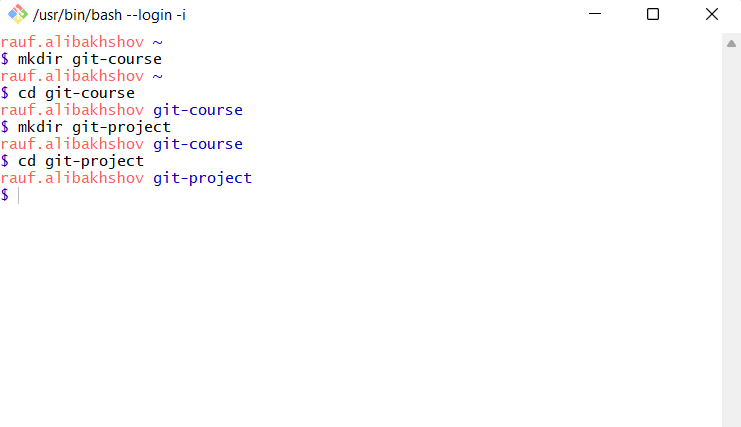 /usr/bin/bash --login -i
rauf.alibakhshov ~
$ mkdir git-course
rauf.alibakhshov ~
$ cd git-course
rauf.alibakhshov git-course
$ mkdir git-project
rauf.alibakhshov git-course
$ cd git-project
rauf.alibakhshov git-project
$